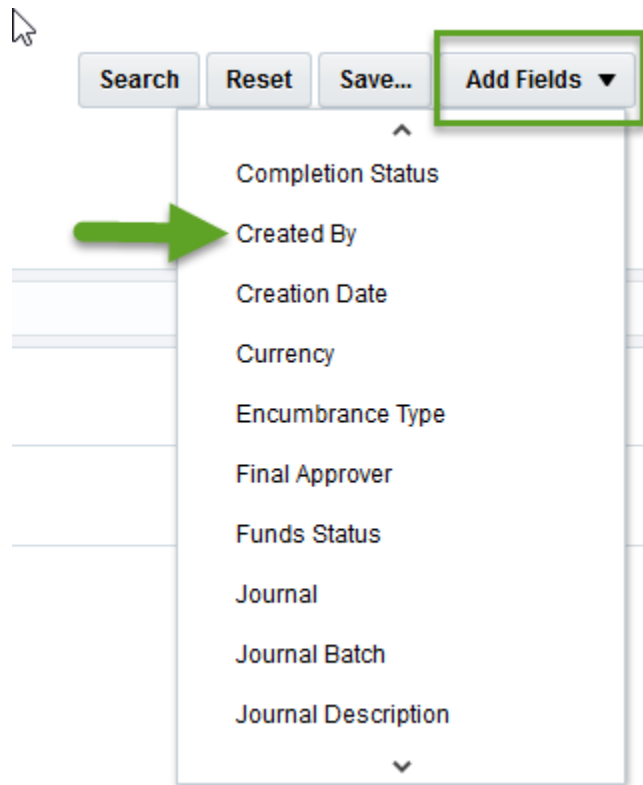 Search Reset Save... Add Fields
Completion Status
Created By
Creation Date
Currency
Encumbrance Type
Final Approver
Funds Status
Journal
Journal Batch
Journal Description